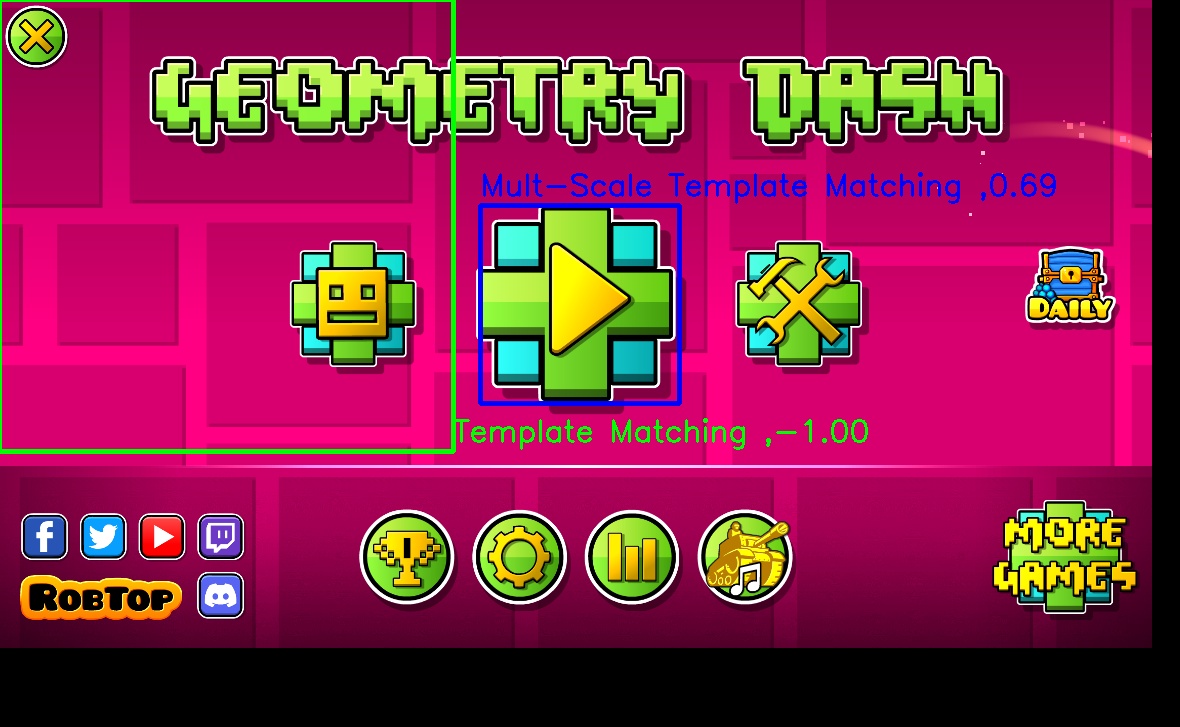 GEOMETRY DASH
Mult-Scale Template Matching ,0.69
DAILY
Template Matching ,-1.00
f
MORE
GAMES
ROBTOP